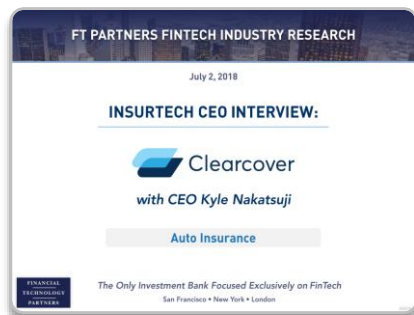 FT PARTNERS FINTECH INDUSTRY RESEARCH
July 2, 2018
INSURTECH CEO INTERVIEW:
Clearcover
with CEO Kyle Nakatsuji
Auto Insurance
FINANCIAL
TECHNOLOGY
PARTNERS
The Only Investment Bank Focused Exclusively on FinTech
San Francisco • New York • London